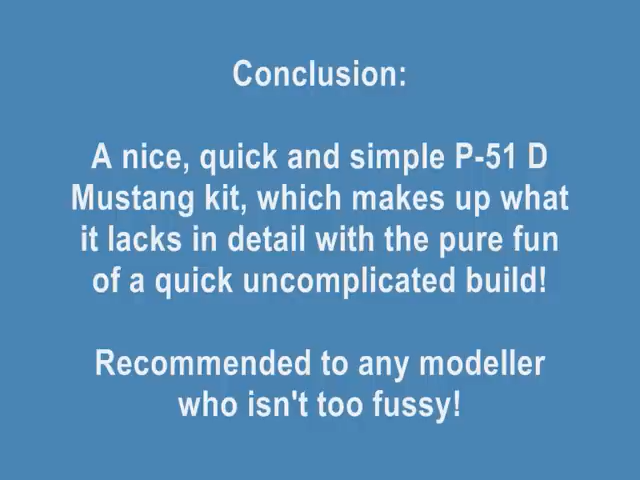 Conclusion:
A nice, quick and simple P-51 D
Mustang kit, which makes up what
it lacks in detail with the pure fun
of a quick uncomplicated build!
Recommended to any modeller
who isn't too fussy!